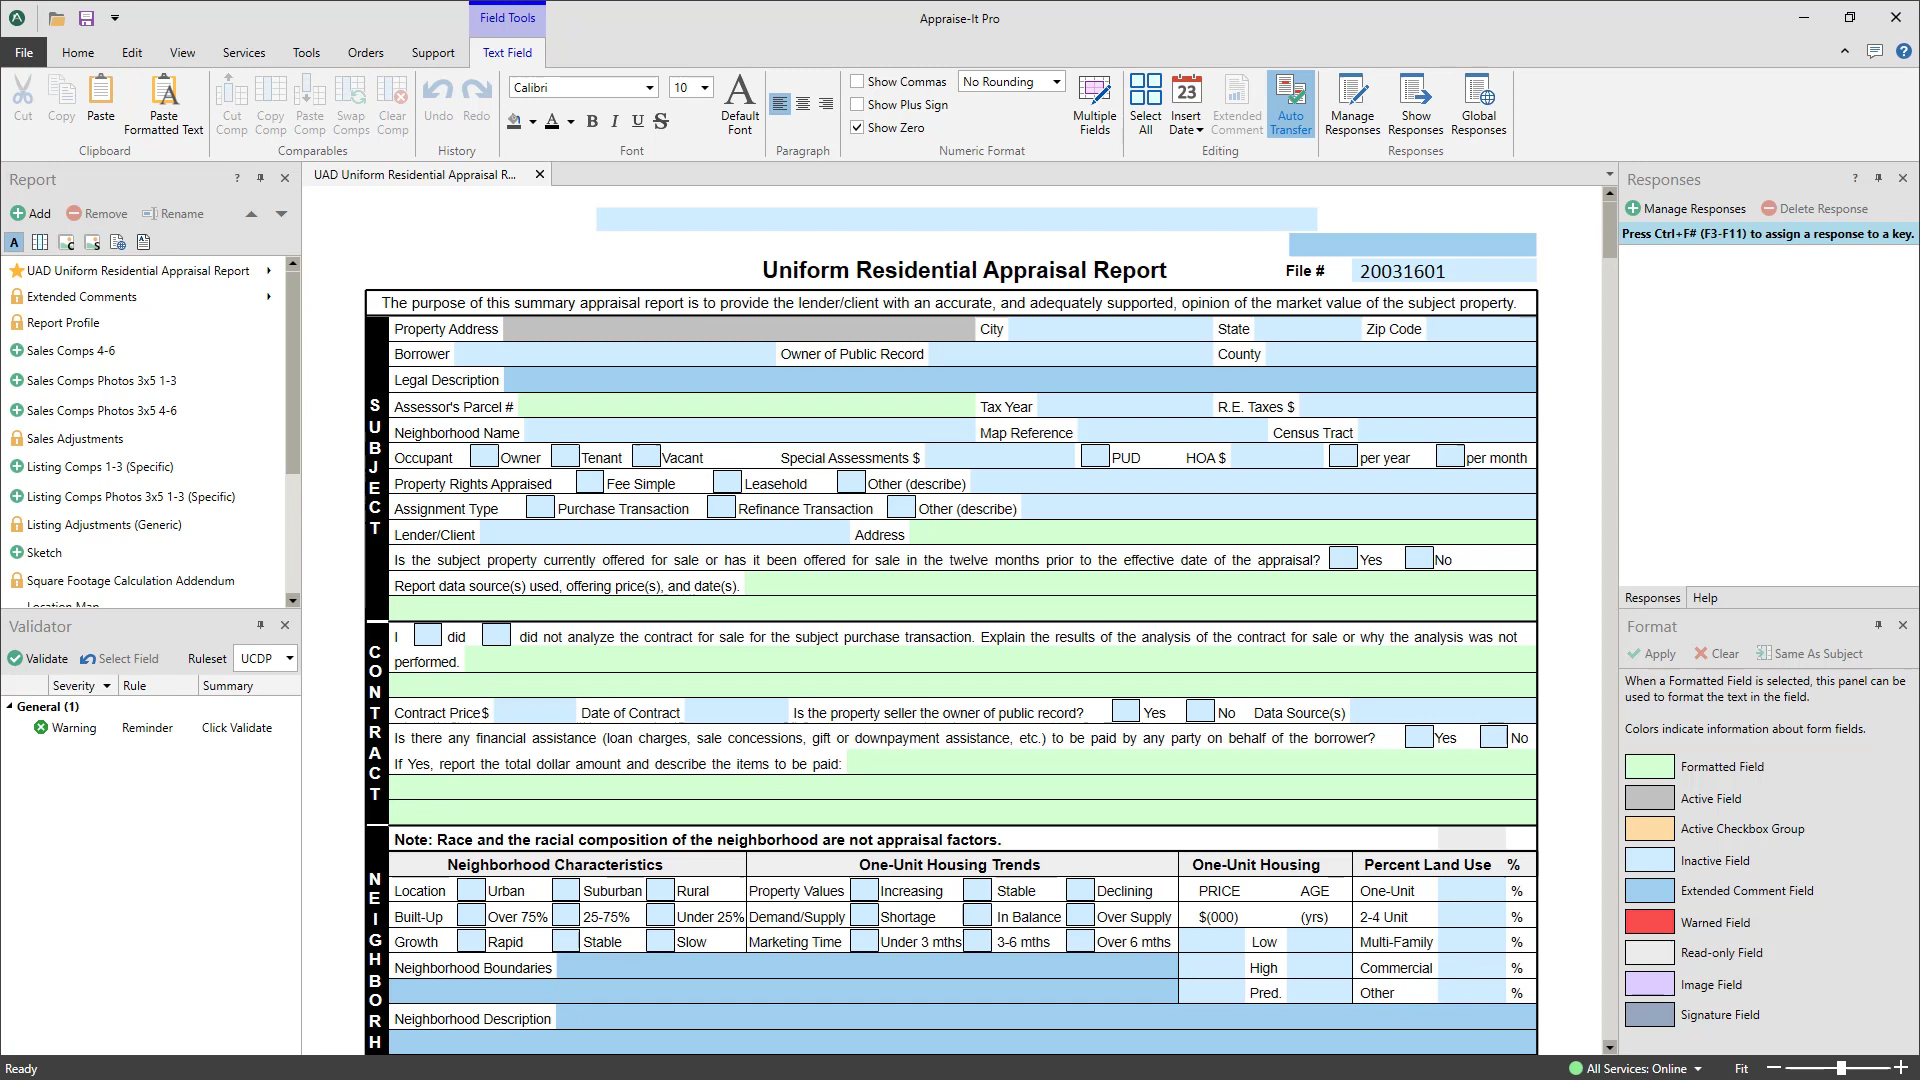 Field Tools
Appraise-It Pro
File
Home
Edit
View
Services
Tools
Orders
Support
Text Field
Cut
Copy
Paste
Paste Formatted Text
Clipboard
Cut Comp
Copy Comp
Paste Comp
Swap Comps
Clear Comp
Comparables
Undo
Redo
History
Calibri
10
A
B I U S
Default Font
Font
Paragraph
Show Commas
Show Plus Sign
Show Zero
No Rounding
Numeric Format
Multiple Fields
Select All
23
Insert Date
Extended Comment
Auto Transfer
Editing
Manage Responses
Show Responses
Global Responses
Responses
Report
Add
Remove
Rename
A
UAD Uniform Residential Appraisal Report
Extended Comments
Report Profile
Sales Comps 4-6
Sales Comps Photos 3x5 1-3
Sales Comps Photos 3x5 4-6
Sales Adjustments
Listing Comps 1-3 (Specific)
Listing Comps Photos 3x5 1-3 (Specific)
Listing Adjustments (Generic)
Sketch
Square Footage Calculation Addendum
Location Map
Validator
Validate
Select Field
Ruleset
UCDP
Severity
Rule
Summary
General (1)
Warning
Reminder
Click Validate
UAD Uniform Residential Appraisal R...
Uniform Residential Appraisal Report
File #
20031601
The purpose of this summary appraisal report is to provide the lender/client with an accurate, and adequately supported, opinion of the market value of the subject property.
SUBJECT
Property Address
City
State
Zip Code
Borrower
Owner of Public Record
County
Legal Description
Assessor's Parcel #
Tax Year
R.E. Taxes $
Neighborhood Name
Map Reference
Census Tract
Occupant
Owner
Tenant
Vacant
Special Assessments $
PUD
HOA $
per year
per month
Property Rights Appraised
Fee Simple
Leasehold
Other (describe)
Assignment Type
Purchase Transaction
Refinance Transaction
Other (describe)
Lender/Client
Address
Is the subject property currently offered for sale or has it been offered for sale in the twelve months prior to the effective date of the appraisal?
Yes
No
Report data source(s) used, offering price(s), and date(s).
CONTRACT
I
did
did not analyze the contract for sale for the subject purchase transaction. Explain the results of the analysis of the contract for sale or why the analysis was not
performed.
Contract Price$
Date of Contract
Is the property seller the owner of public record?
Yes
No
Data Source(s)
Is there any financial assistance (loan charges, sale concessions, gift or downpayment assistance, etc.) to be paid by any party on behalf of the borrower?
Yes
No
If Yes, report the total dollar amount and describe the items to be paid:
NEIGHBORH
Note: Race and the racial composition of the neighborhood are not appraisal factors.
Neighborhood Characteristics
One-Unit Housing Trends
One-Unit Housing
Percent Land Use %
Location
Urban
Suburban
Rural
Property Values
Increasing
Stable
Declining
PRICE
AGE
One-Unit
%
Built-Up
Over 75%
25-75%
Under 25%
Demand/Supply
Shortage
In Balance
Over Supply
$(000)
(yrs)
2-4 Unit
%
Growth
Rapid
Stable
Slow
Marketing Time
Under 3 mths
3-6 mths
Over 6 mths
Low
Multi-Family
%
Neighborhood Boundaries
High
Commercial
%
Pred.
Other
%
Neighborhood Description
Responses
Manage Responses
Delete Response
Press Ctrl+F# (F3-F11) to assign a response to a key.
Responses
Help
Format
Apply
Clear
Same As Subject
When a Formatted Field is selected, this panel can be
used to format the text in the field.
Colors indicate information about form fields.
Formatted Field
Active Field
Active Checkbox Group
Inactive Field
Extended Comment Field
Warned Field
Read-only Field
Image Field
Signature Field
Ready
All Services: Online
Fit